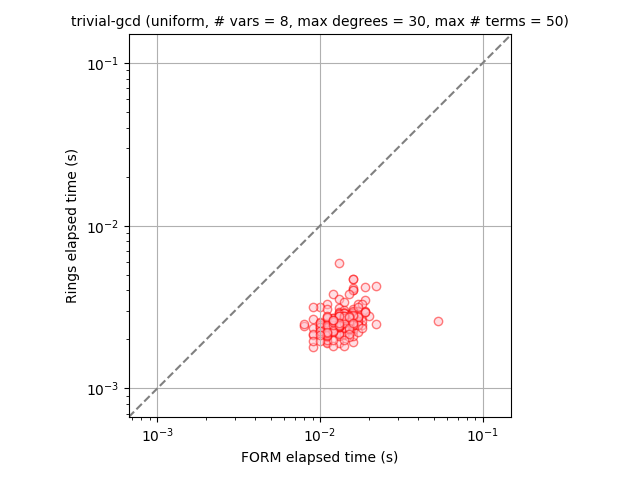 trivial-gcd (uniform, # vars = 8, max degrees = 30, max # terms = 50)
10⁻¹
10⁻²
10⁻³
Rings elapsed time (s)
10⁻³ 10⁻² 10⁻¹
FORM elapsed time (s)